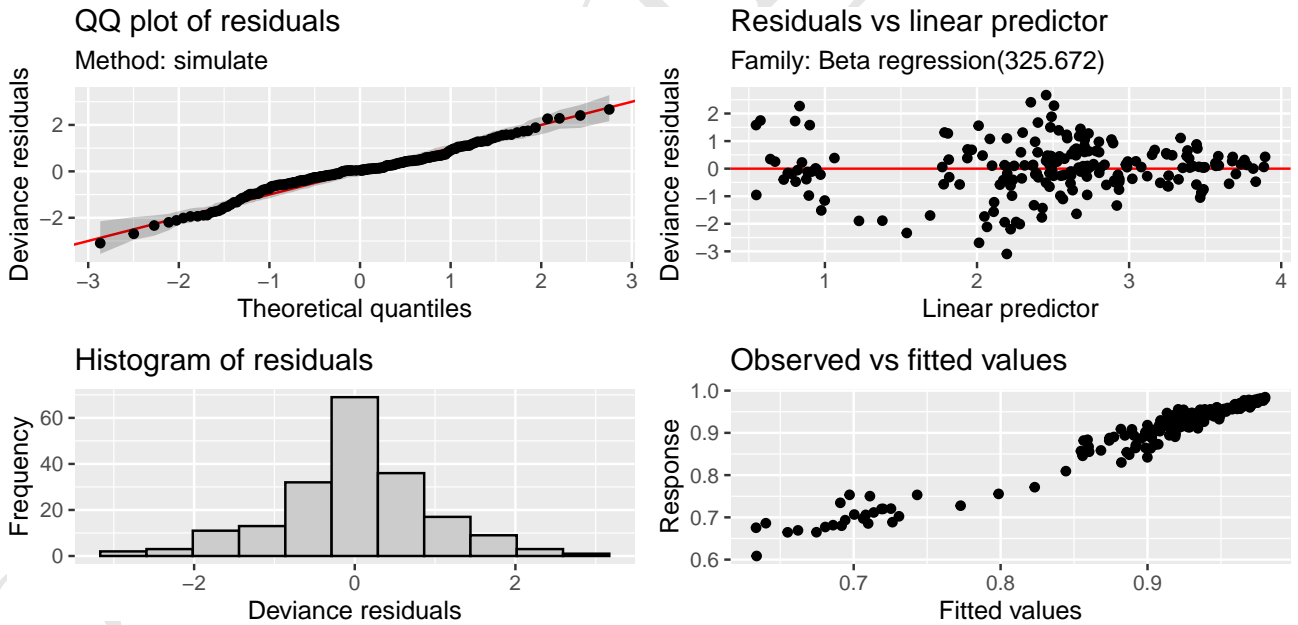 QQ plot of residuals
Method: simulate
Deviance residuals
2
0
−2
−3 −2 −1 0 1 2 3
Theoretical quantiles
Residuals vs linear predictor
Family: Beta regression(325.672)
Deviance residuals
2
1
0
−1
−2
−3
1 2 3 4
Linear predictor
Histogram of residuals
Frequency
60
40
20
0
−2 0 2
Deviance residuals
Observed vs fitted values
Response
1.0
0.9
0.8
0.7
0.6
0.7 0.8 0.9
Fitted values